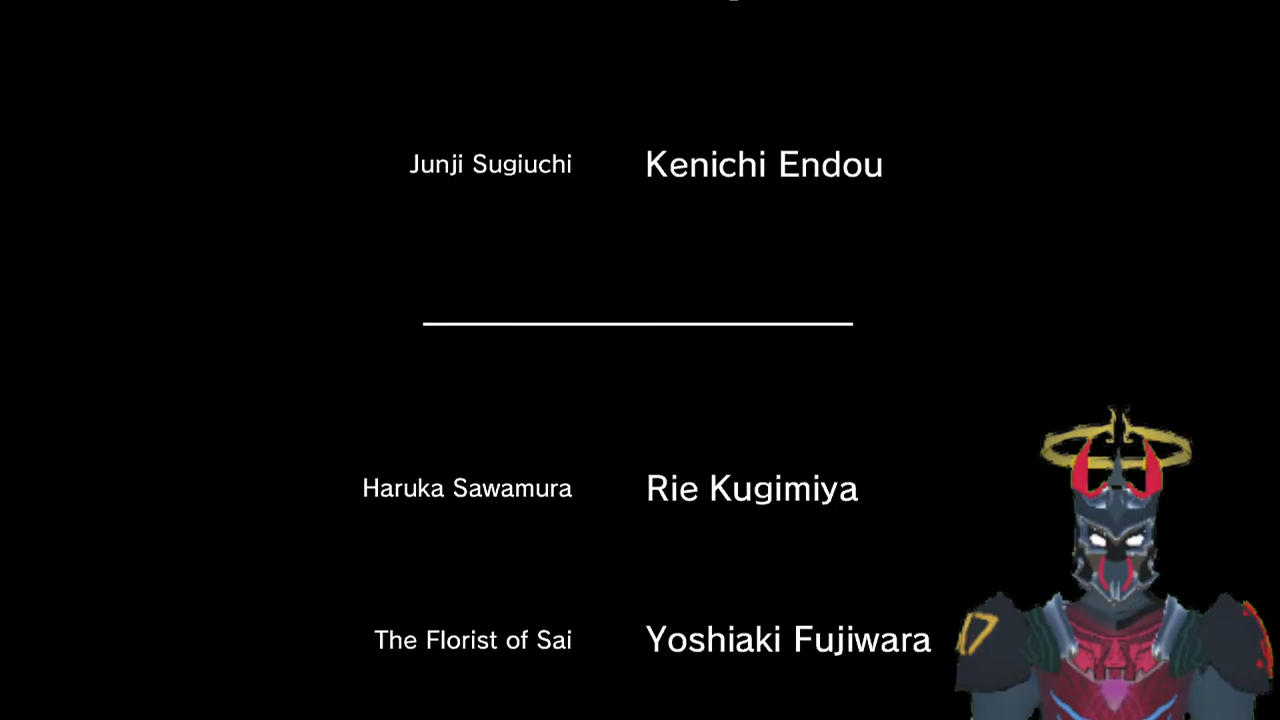 Junji Sugiuchi Kenichi Endou
Haruka Sawamura Rie Kugimiya
The Florist of Sai Yoshiaki Fujiwara